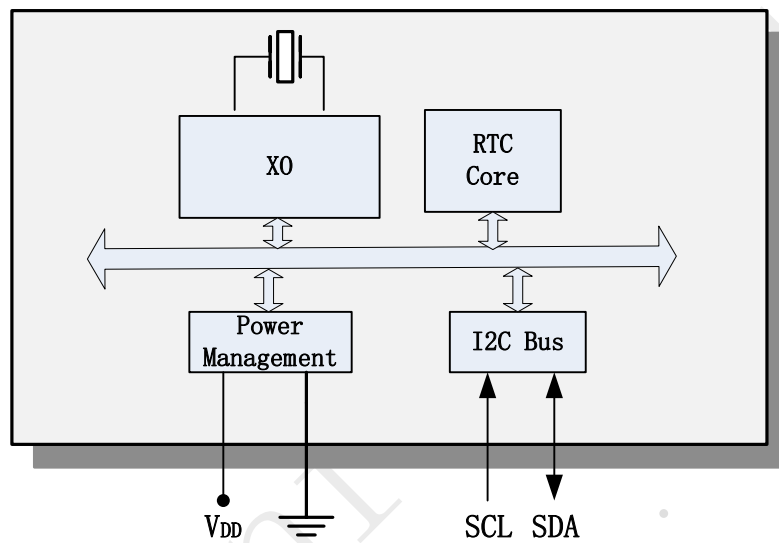 XO
RTC
Core
Power
Management
I2C Bus
VDD
SCL SDA